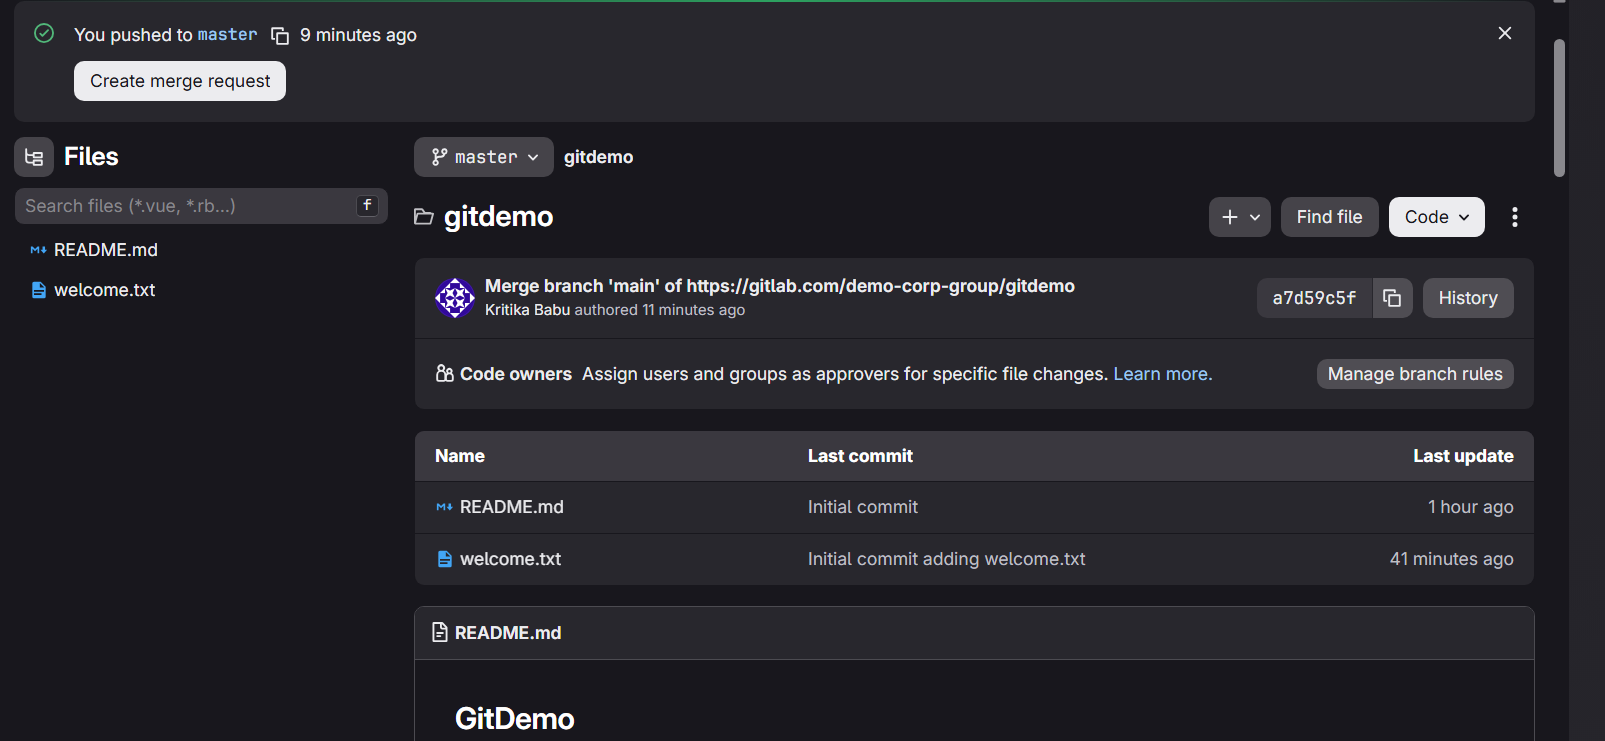 You pushed to master 9 minutes ago
Create merge request
Files
Search files (*.vue, *.rb...) f
README.md
welcome.txt
master gitdemo
gitdemo
Find file
Code
Merge branch 'main' of https://gitlab.com/demo-corp-group/gitdemo
Kritika Babu authored 11 minutes ago
a7d59c5f
History
Code owners Assign users and groups as approvers for specific file changes. Learn more.
Manage branch rules
Name Last commit Last update
README.md Initial commit 1 hour ago
welcome.txt Initial commit adding welcome.txt 41 minutes ago
README.md
GitDemo